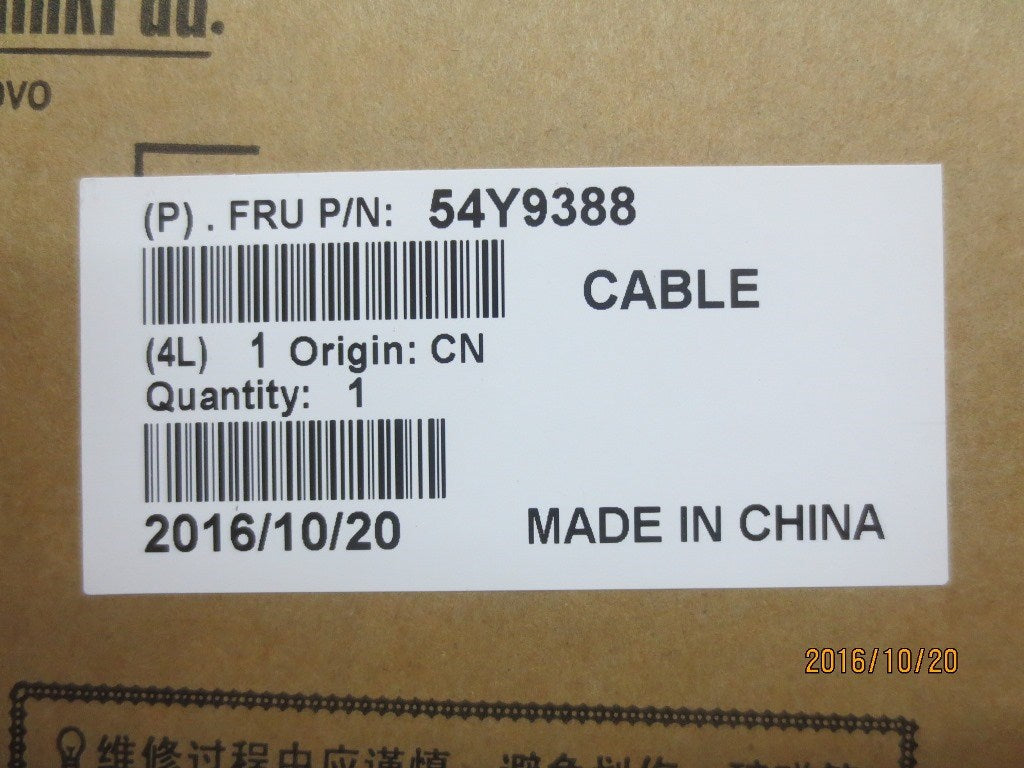 (P) . FRU P/N: 54Y9388
CABLE
(4L) 1 Origin: CN
Quantity: 1
2016/10/20
MADE IN CHINA
2016/10/20
维修过程中应谨慎